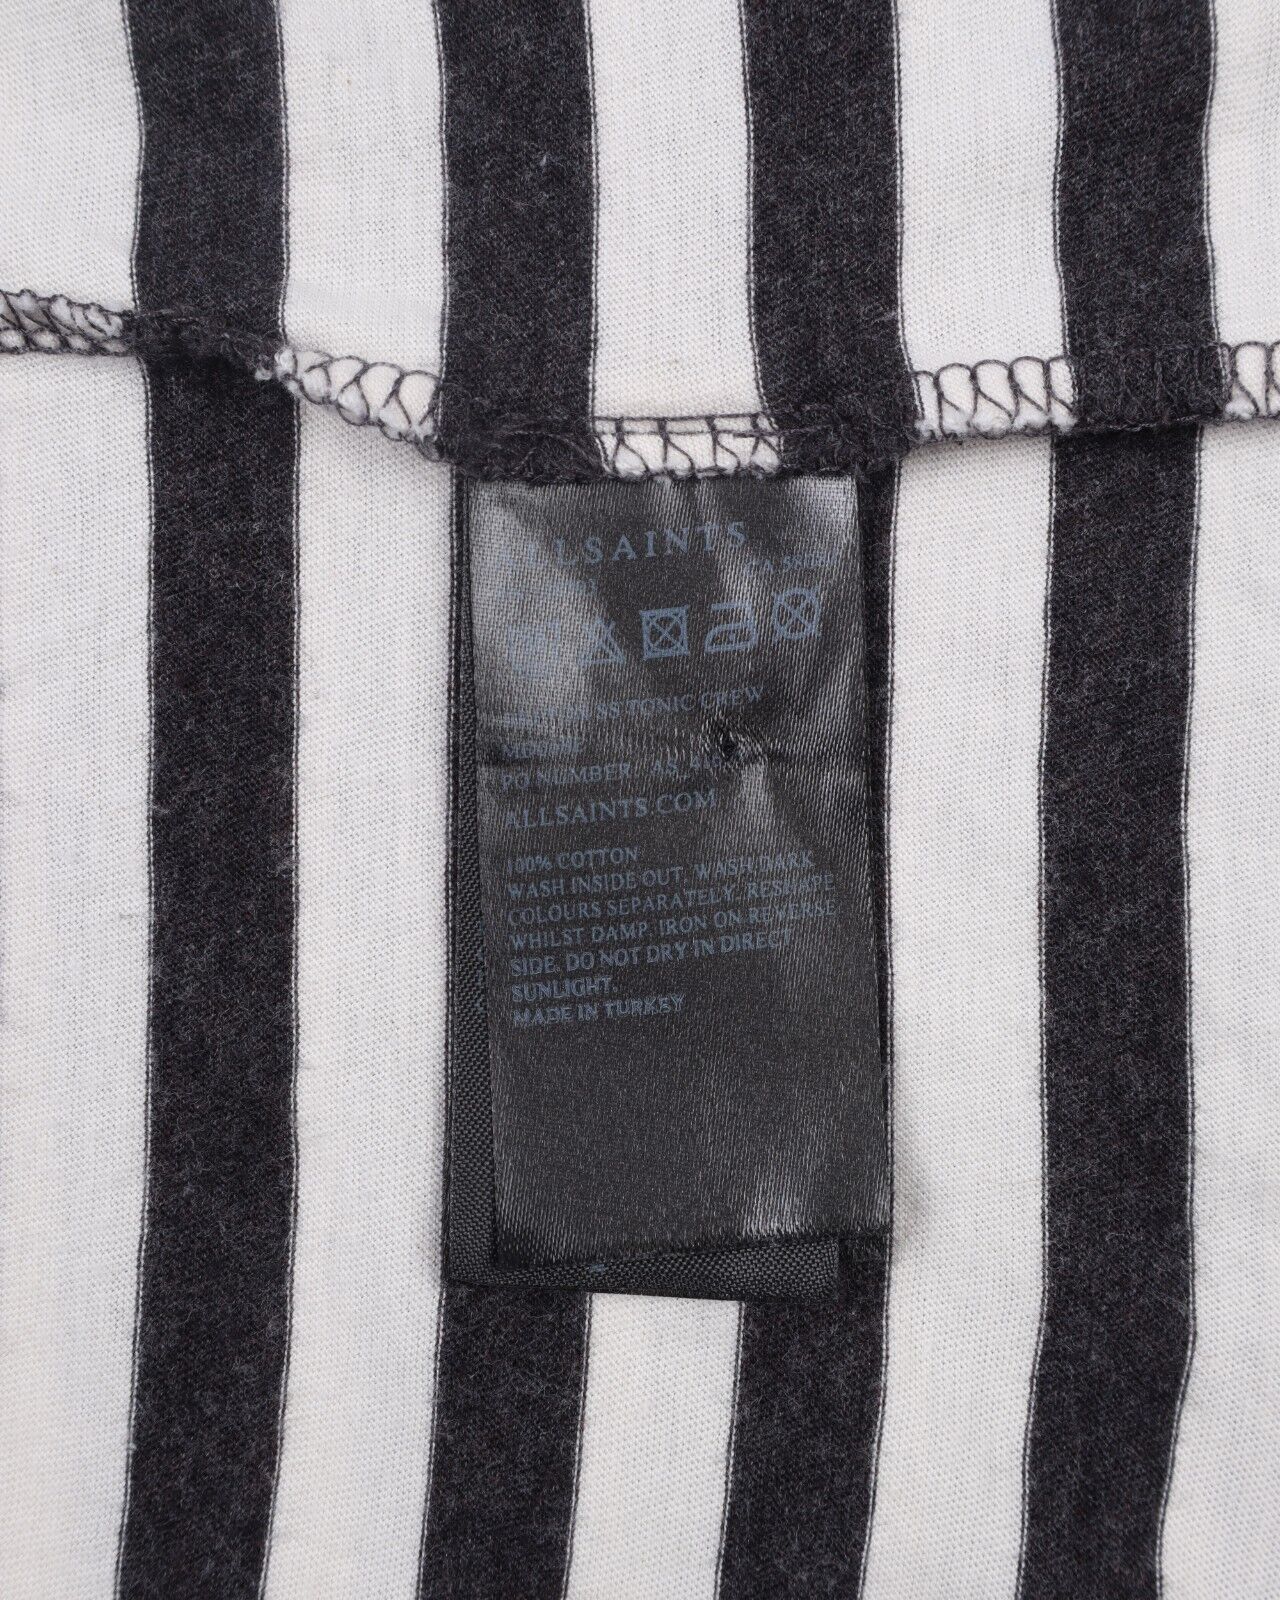 ALLSAINTS
SS TONIC CREW
PO NUMBER: AS
ALLSAINTS.COM
100% COTTON
WASH INSIDE OUT, WASH DARK
COLOURS SEPARATELY, RESHAPE
WHILST DAMP, IRON ON REVERSE
SIDE. DO NOT DRY IN DIRECT
SUNLIGHT.
MADE IN TURKEY